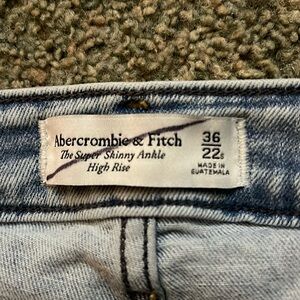 Abercrombie & Fitch
The Super Skinny Ankle
High Rise
36
22s
MADE IN
GUATEMALA